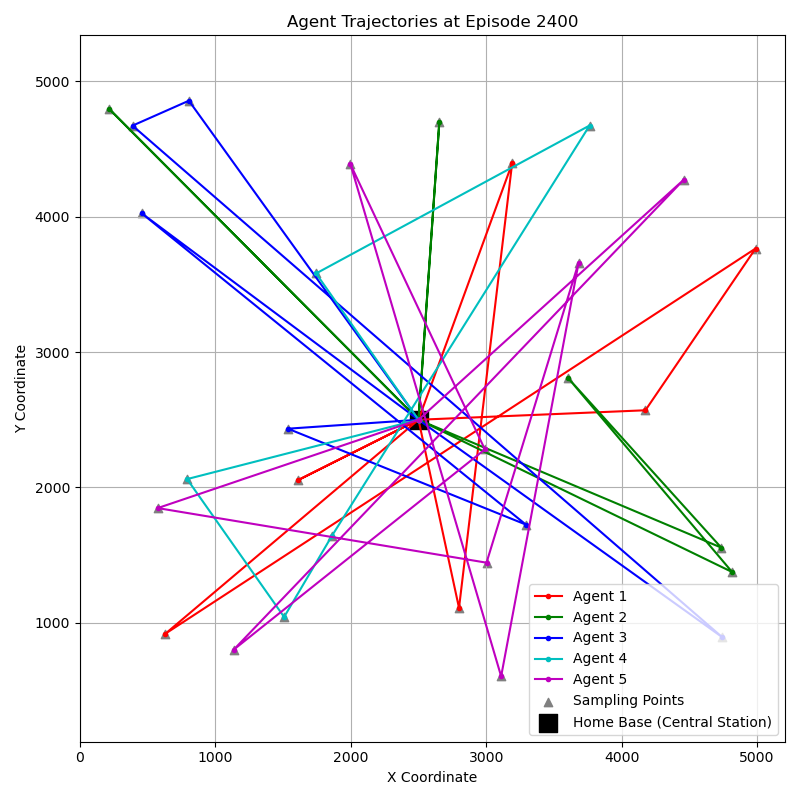 Agent Trajectories at Episode 2400
Y Coordinate
5000
4000
3000
2000
1000
0 1000 2000 3000 4000 5000
X Coordinate
Agent 1
Agent 2
Agent 3
Agent 4
Agent 5
Sampling Points
Home Base (Central Station)